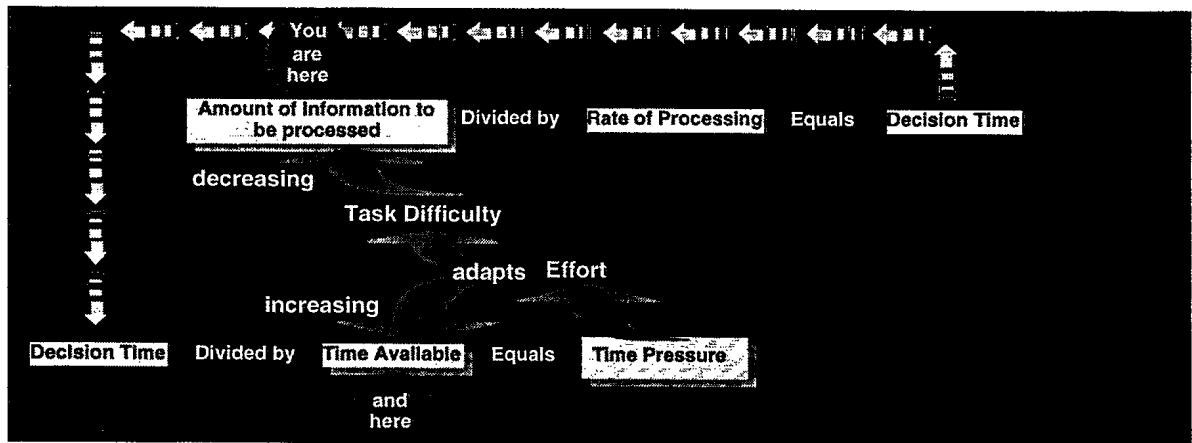 You
are
here
Amount of Information to
be processed
Divided by
Rate of Processing
Equals
Decision Time
decreasing
Task Difficulty
adapts
Effort
increasing
Decision Time
Divided by
Time Available
Equals
Time Pressure
and
here